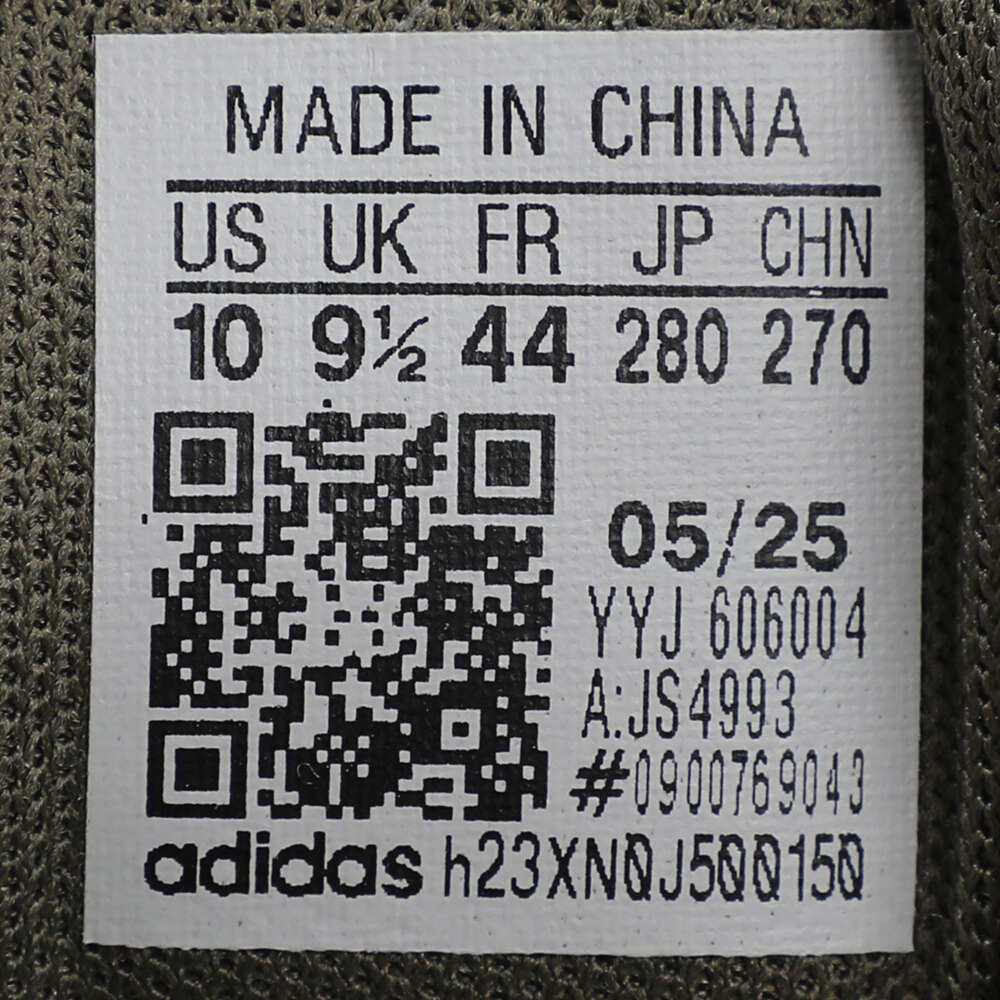 MADE IN CHINA
US UK FR JP CHN
10 9½ 44 280 270
05/25
YYJ 606004
A:JS4993
#0900769043
adidas h23XN0J500150